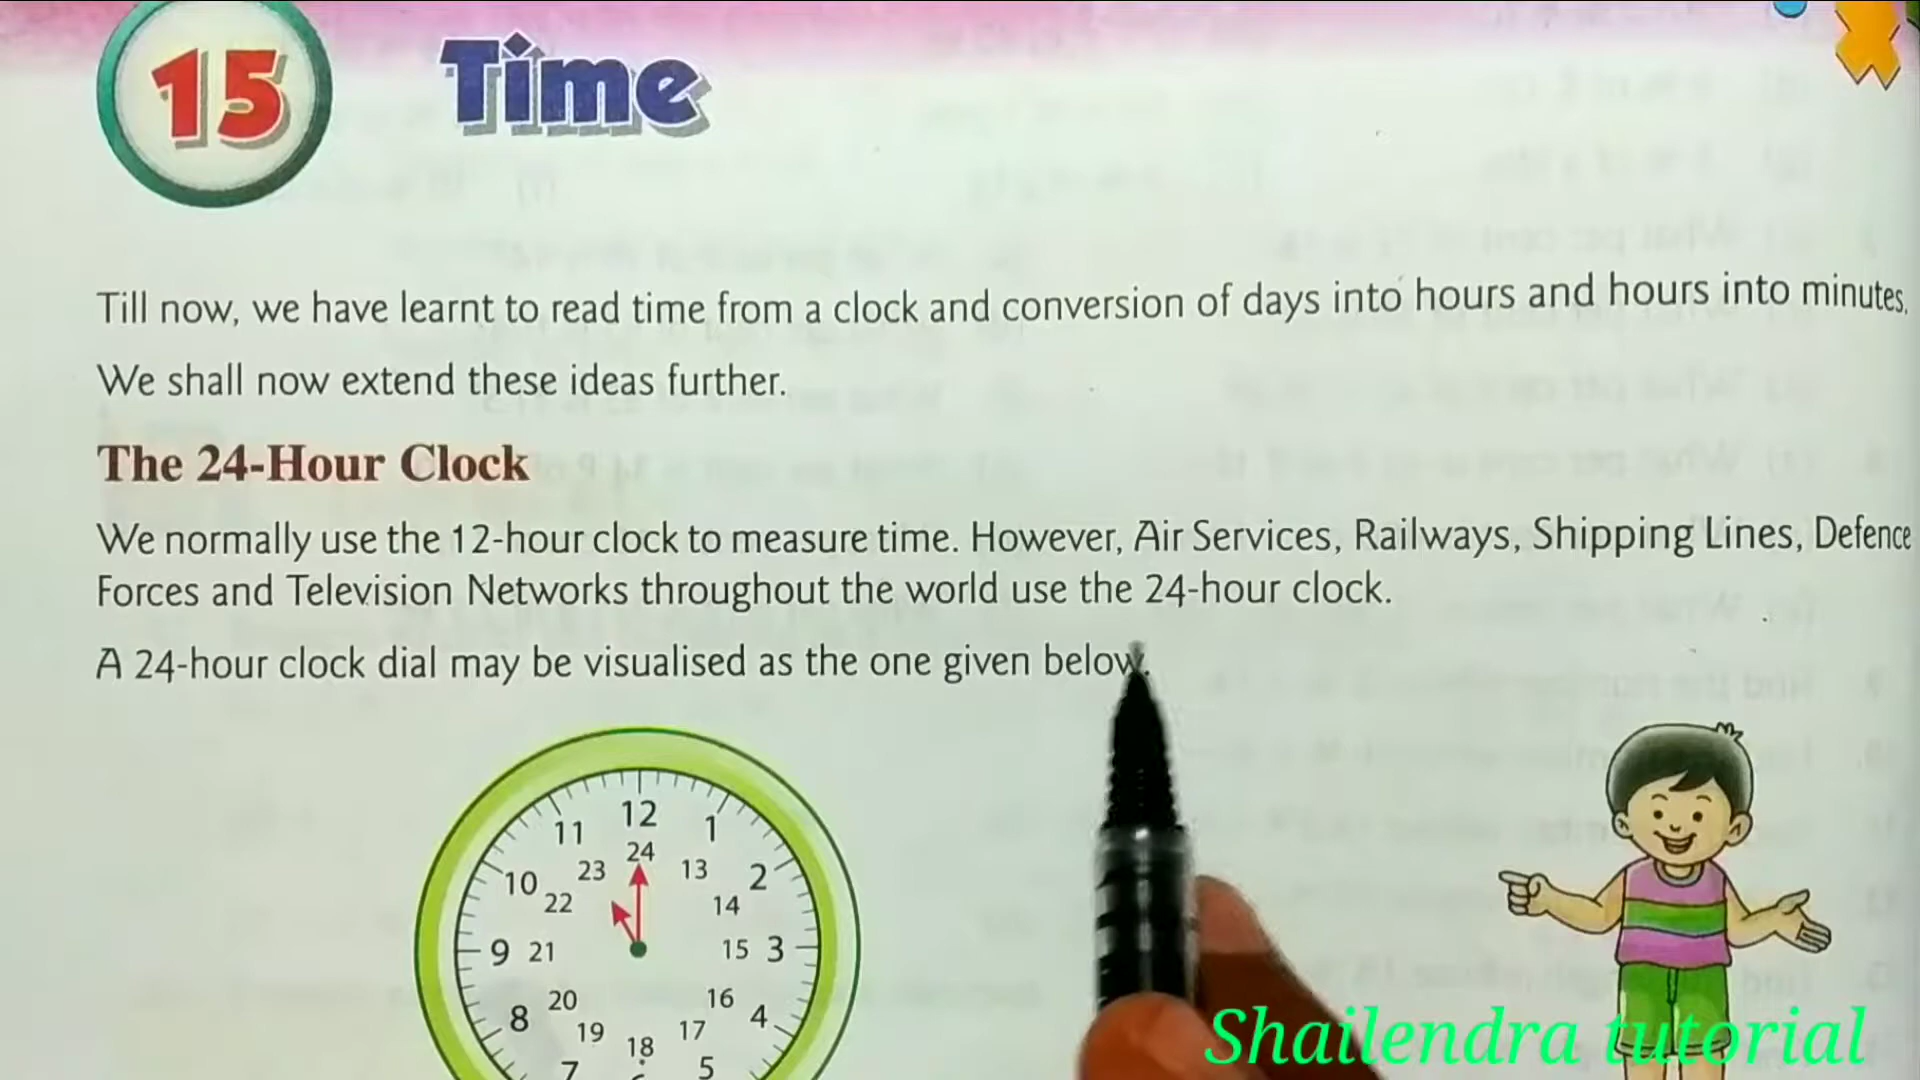 15
Time
Till now, we have learnt to read time from a clock and conversion of days into hours and hours into minutes.
We shall now extend these ideas further.
The 24-Hour Clock
We normally use the 12-hour clock to measure time. However, Air Services, Railways, Shipping Lines, Defence
Forces and Television Networks throughout the world use the 24-hour clock.
A 24-hour clock dial may be visualised as the one given below.
12
11 1
24
23 13
10 2
22 14
9 21 15 3
20 16
8 4
19 17
18
7 5
Shailendra tutorial